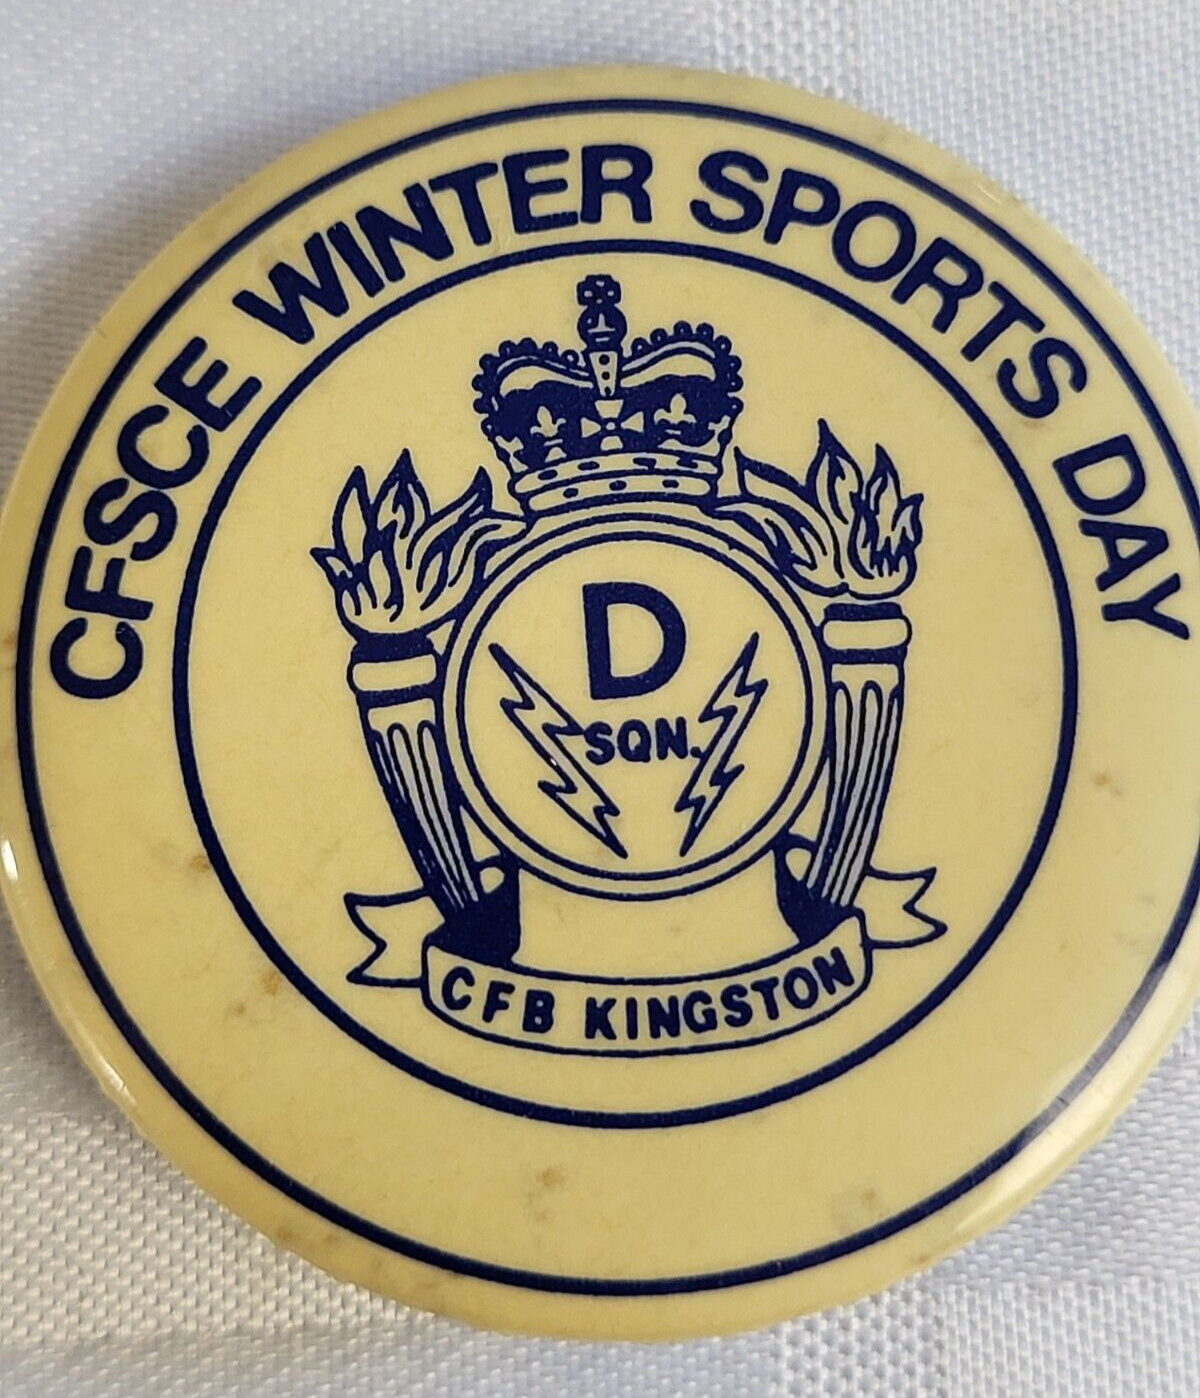 CFSCE WINTER SPORTS DAY
D
SQN.
CFB KINGSTON